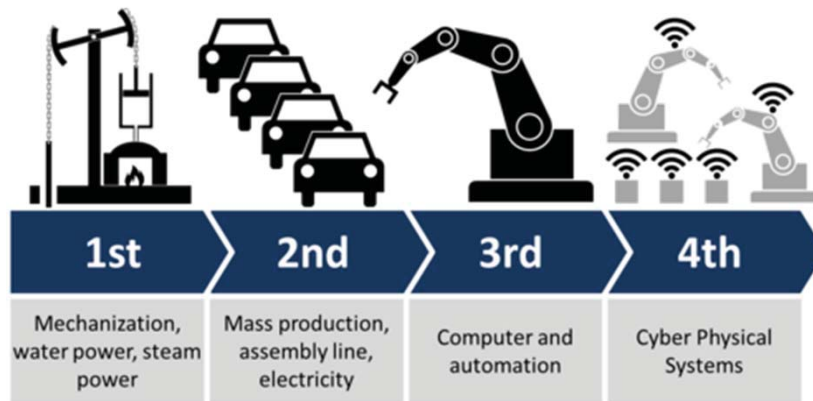 1st
2nd
3rd
4th
Mechanization,
water power, steam
power
Mass production,
assembly line,
electricity
Computer and
automation
Cyber Physical
Systems